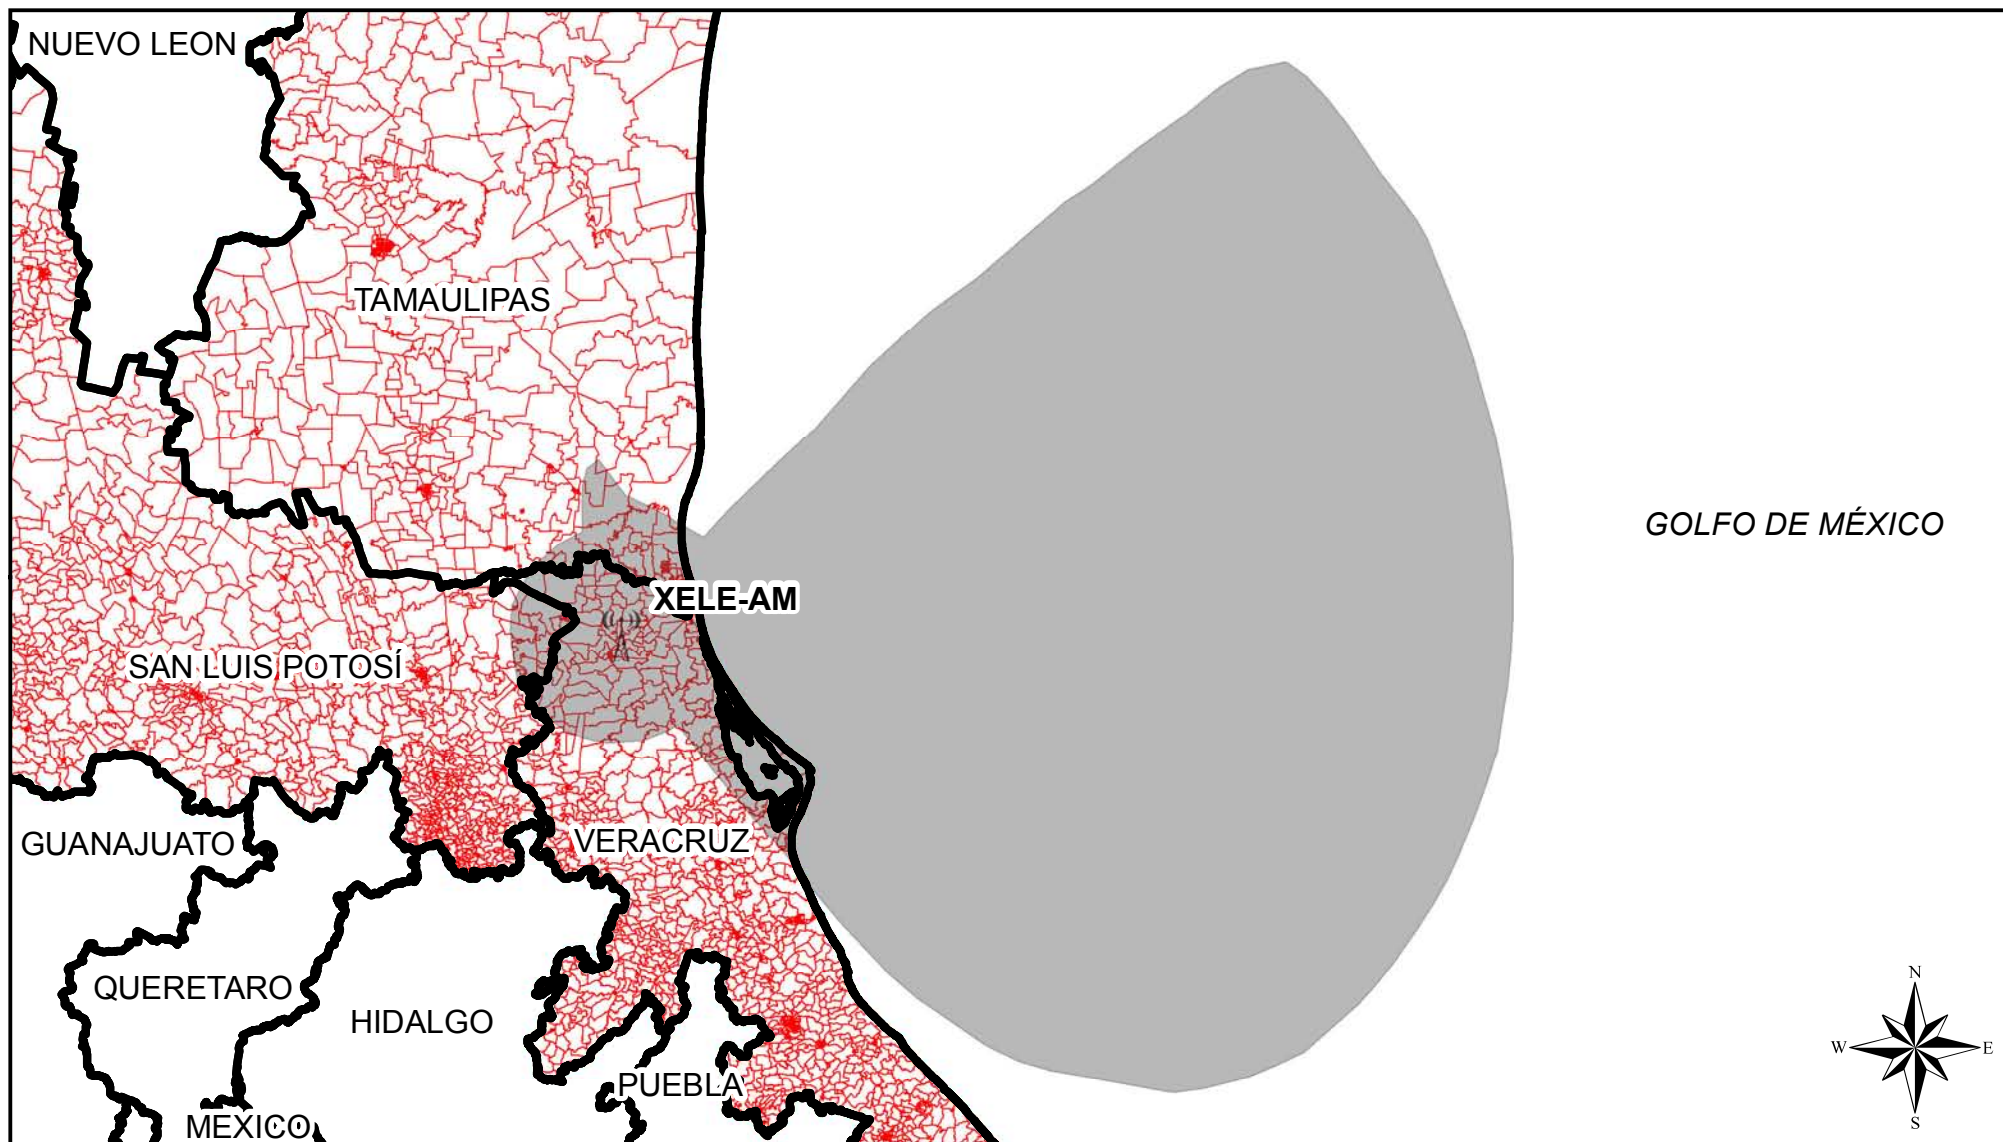 NUEVO LEON
TAMAULIPAS
GOLFO DE MÉXICO
XELE-AM
SAN LUIS POTOSÍ
GUANAJUATO
VERACRUZ
QUERETARO
HIDALGO
PUEBLA
MEXICO
N
W
E
S